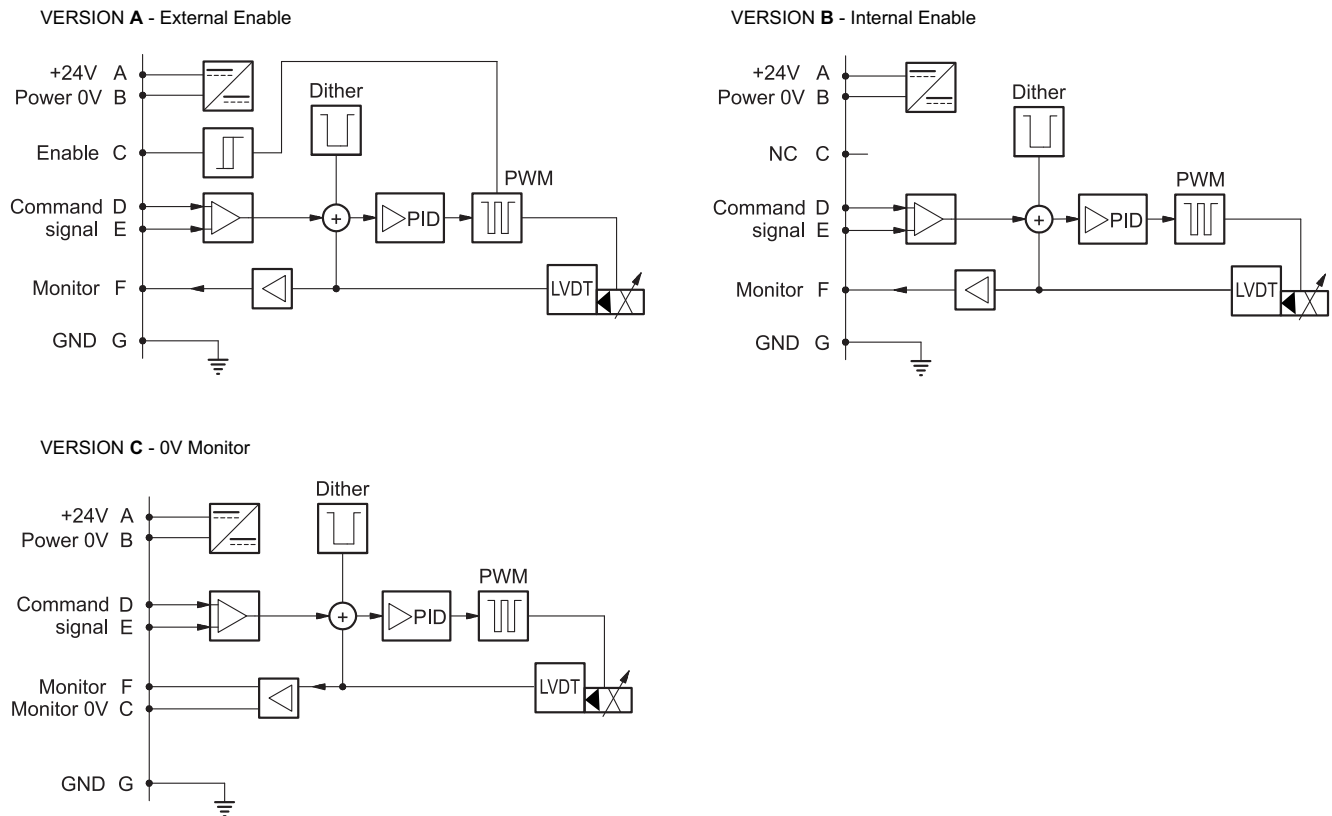 VERSION A - External Enable
+24V A
Power 0V B
Dither
Enable C
PWM
Command D
signal E
PID
Monitor F
LVDT
GND G
VERSION B - Internal Enable
+24V A
Power 0V B
Dither
NC C
PWM
Command D
signal E
PID
Monitor F
LVDT
GND G
VERSION C - 0V Monitor
Dither
+24V A
Power 0V B
PWM
Command D
signal E
PID
Monitor F
Monitor 0V C
LVDT
GND G